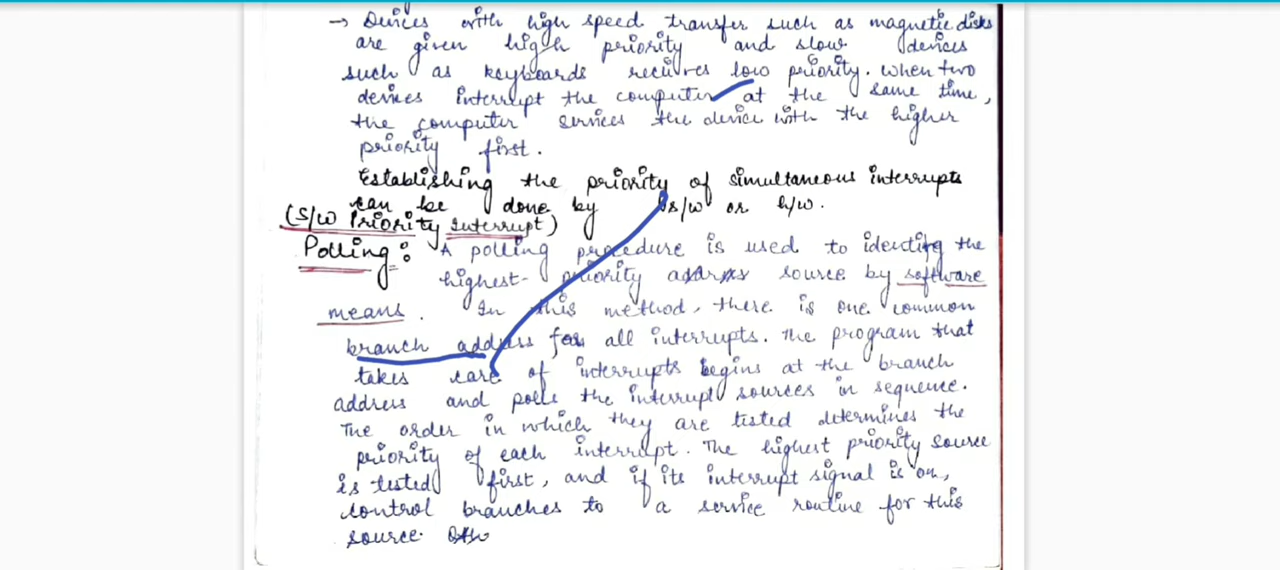 → Devices with high speed transfer such as magnetic disks
are given high priority and slow devices
such as keyboards recieves low priority. When two
devices interrupt the computer at the same time,
the computer services the device with the higher
priority first.
Establishing the priority of simultaneous interrupts
can be done by s/w or h/w.
(S/W Priority Interrupt)
Polling: A polling procedure is used to identify the
highest-priority source by software
means. In this method, there is one common
branch address for all interrupts. The program that
takes care of interrupts begins at the branch
address and polls the interrupt sources in sequence.
The order in which they are tested determines the
priority of each interrupt. The highest priority source
is tested first, and if its interrupt signal is on,
control branches to a service routine for this
source.